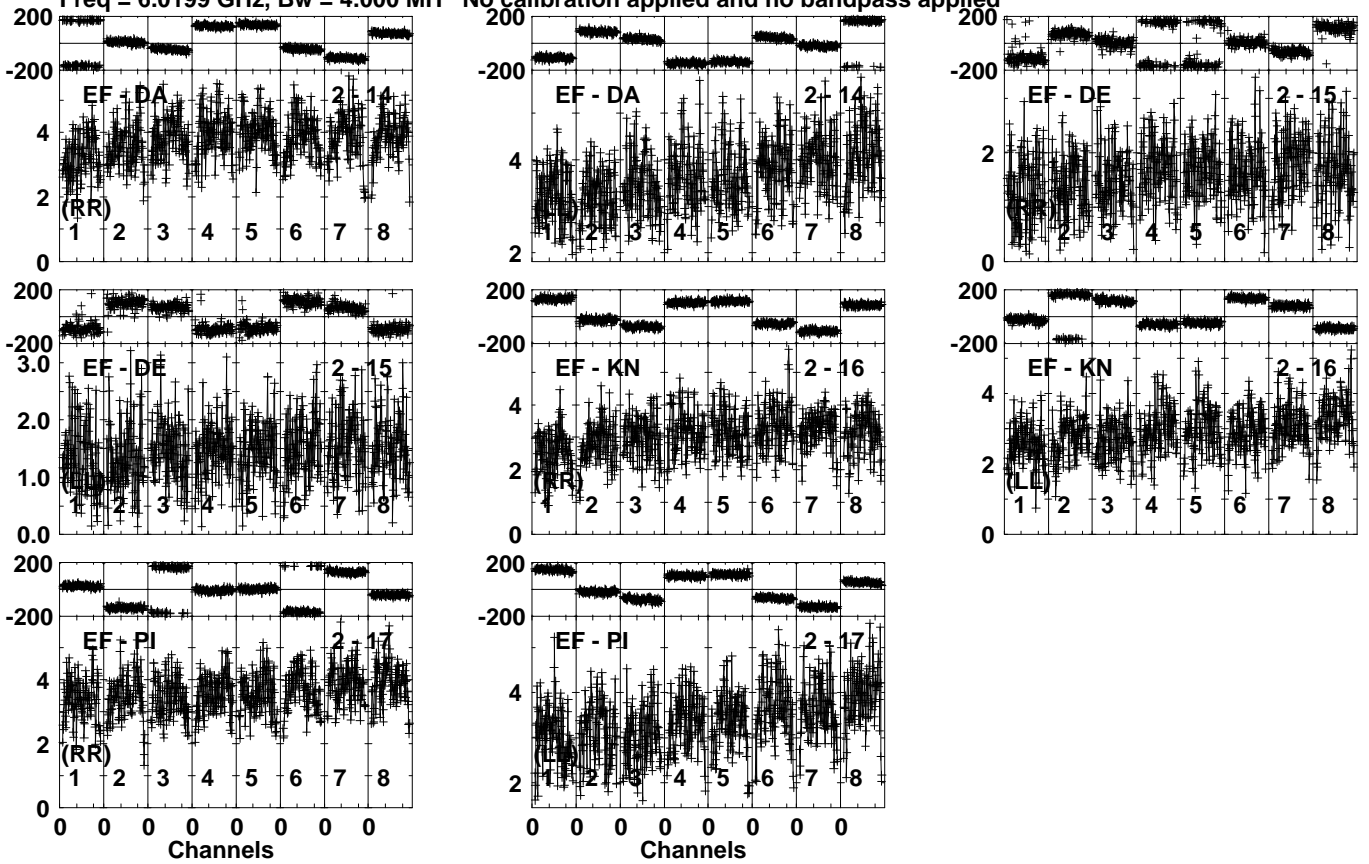 Freq = 6.0199 GHz, Bw = 4.000 MH No calibration applied and no bandpass applied
200 200 200
-200 -200 -200
EF - DA 2 - 14 EF - DA 2 - 14 EF - DE 2 - 15
4 4 2
2
(RR) (RR)
1 2 3 4 5 6 7 8 1 2 3 4 5 6 7 8 1 2 3 4 5 6 7 8
0 2 0
200 200 200
-200 -200 -200
3.0 EF - DE 2 - 15 EF - KN 2 - 16 EF - KN 2 - 16
2.0 4 4
1.0 2 2
(LL) (RR) (LL)
1 2 3 4 5 6 7 8 1 2 3 4 5 6 7 8 1 2 3 4 5 6 7 8
0.0 0 0
200 200
-200 -200
EF - PI 2 - 17 EF - PI 2 - 17
4 4
2
(RR) (LL)
1 2 3 4 5 6 7 8 1 2 3 4 5 6 7 8
0 2
0 0 0 0 0 0 0 0 0 0 0 0 0 0 0 0
Channels Channels